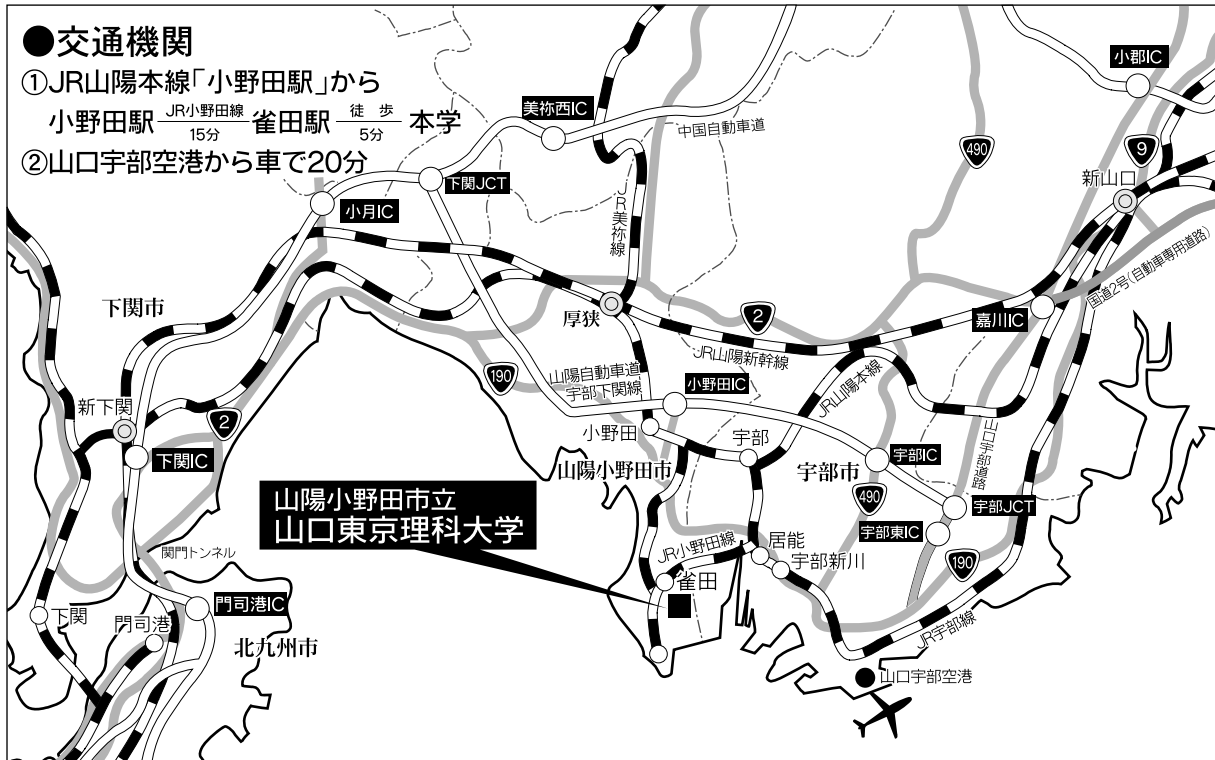 ●交通機関
①JR山陽本線「小野田駅」から
小野田駅 JR小野田線 15分 雀田駅 徒歩 5分 本学
②山口宇部空港から車で20分
小郡IC
美祢西IC
中国自動車道
490
9
新山口
下関JCT
小月IC
JR美祢線
国道2号(自動車専用道路)
下関市
厚狭
2
嘉川IC
JR山陽新幹線
190
山陽自動車道
宇部下関線
小野田IC
JR山陽本線
新下関
2
小野田
宇部
山口宇部道路
下関IC
山陽小野田市
宇部市
宇部IC
490
宇部JCT
山陽小野田市立
山口東京理科大学
宇部東IC
関門トンネル
JR小野田線
居能
宇部新川
190
雀田
下関
門司港
門司港IC
北九州市
JR宇部線
山口宇部空港